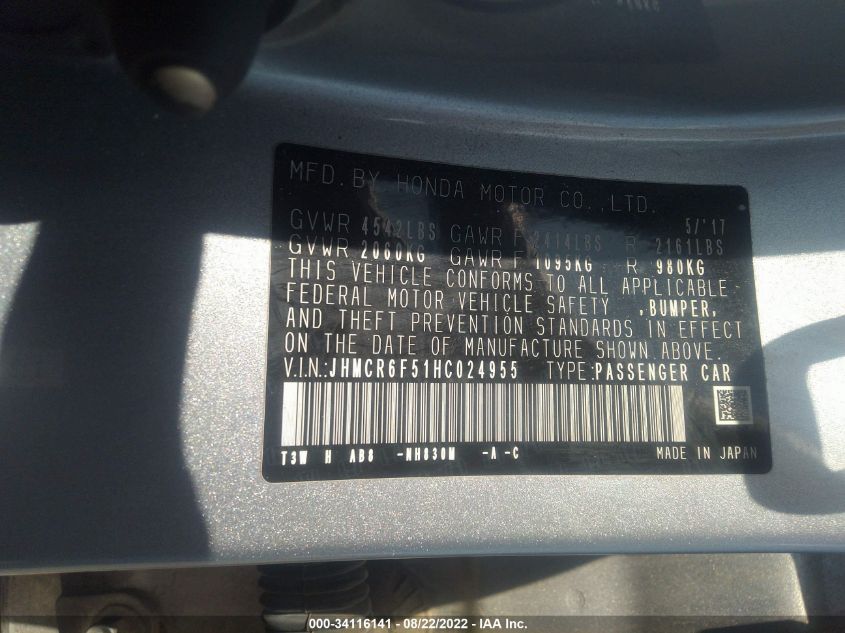 MFD. BY HONDA MOTOR CO.,LTD.
5/'17
GVWR 4542LBS GAWR F 2414LBS R 2161LBS
GVWR 2060KG GAWR F 1095KG R 980KG
THIS VEHICLE CONFORMS TO ALL APPLICABLE
FEDERAL MOTOR VEHICLE SAFETY ,BUMPER,
AND THEFT PREVENTION STANDARDS IN EFFECT
ON THE DATE OF MANUFACTURE SHOWN ABOVE.
V.I.N.:JHMCR6F51HC024955 TYPE:PASSENGER CAR
T3W H AB8 -NH830M -A -C MADE IN JAPAN
000-34116141 - 08/22/2022 - IAA Inc.